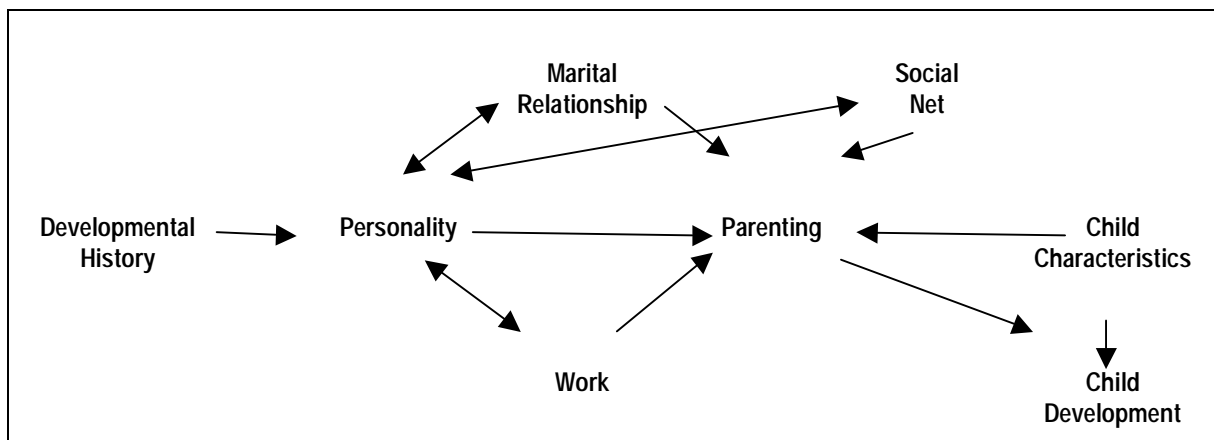 Marital
Relationship
Social
Net
Developmental
History
Personality
Parenting
Child
Characteristics
Work
Child
Development